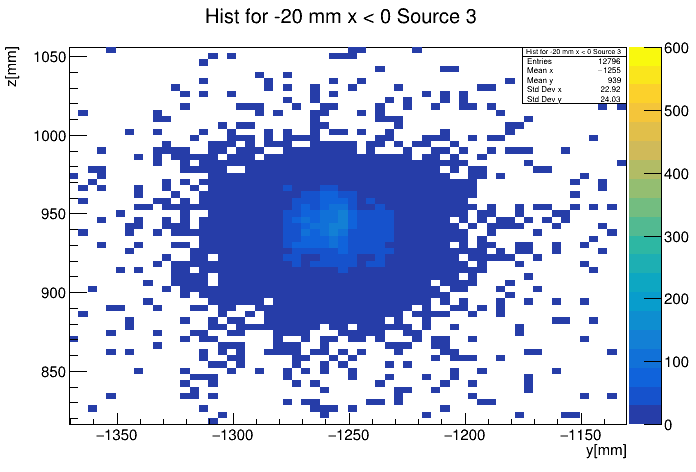 Hist for -20 mm x < 0 Source 3
z[mm]
Hist for -20 mm x < 0 Source 3
Entries 12796
Mean x −1255
Mean y 939
Std Dev x 22.92
Std Dev y 24.03
1050
1000
950
900
850
600
500
400
300
200
100
0
−1350 −1300 −1250 −1200 −1150
y[mm]